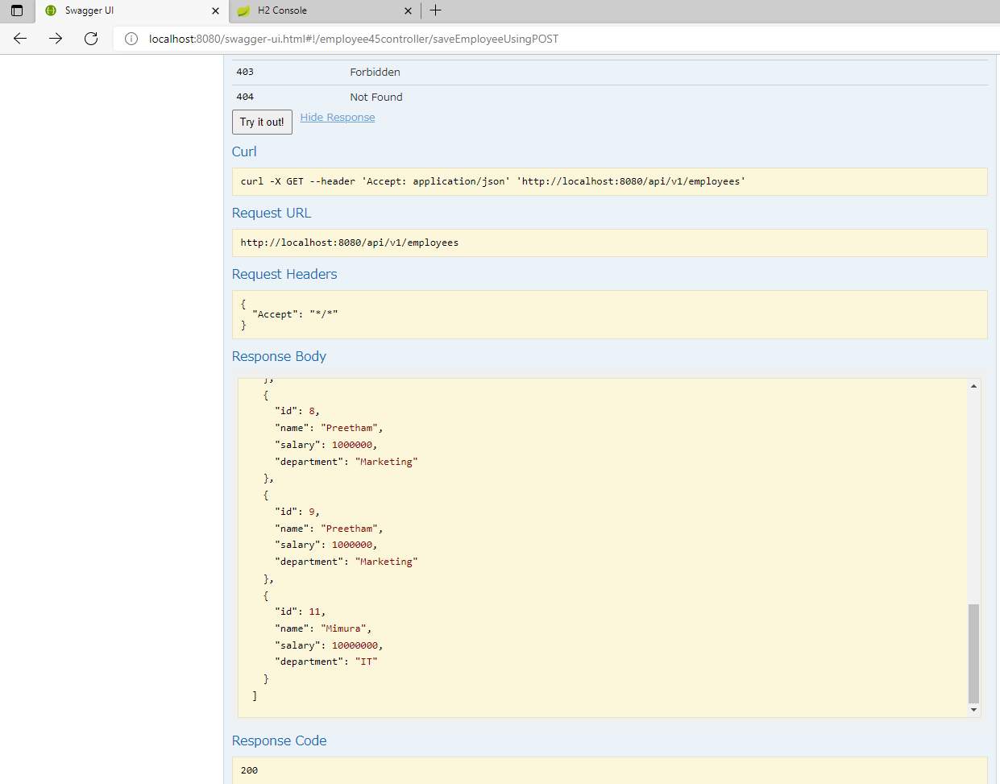 Swagger UI
H2 Console
localhost:8080/swagger-ui.html#!/employee45controller/saveEmployeeUsingPOST
403 Forbidden
404 Not Found
Try it out! Hide Response
Curl
curl -X GET --header 'Accept: application/json' 'http://localhost:8080/api/v1/employees'
Request URL
http://localhost:8080/api/v1/employees
Request Headers
{
"Accept": "*/*"
}
Response Body
},
{
"id": 8,
"name": "Preetham",
"salary": 1000000,
"department": "Marketing"
},
{
"id": 9,
"name": "Preetham",
"salary": 1000000,
"department": "Marketing"
},
{
"id": 11,
"name": "Mimura",
"salary": 10000000,
"department": "IT"
}
]
Response Code
200